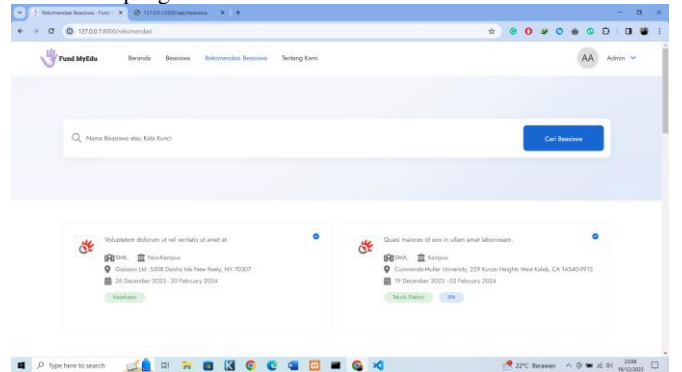 Rekomendasi Beasiswa - Fund
127.0.0.1:8000/api/beasiswa
127.0.0.1:8000/rekomendasi
Fund MyEdu Beranda Beasiswa Rekomendasi Beasiswa Tentang Kami AA Admin
Nama Beasiswa atau Kata Kunci Cari Beasiswa
Voluptatem dolorum ut vel veritatis ut amet et.
SMK, Non-Kampus
Gislason Ltd, 5308 Daisha Isle New Keely, NY 70307
26 December 2023 - 20 February 2024
Kesehatan
Quasi maiores id eos in ullam amet laboriosam.
SMA, Kampus
Cummerata-Muller University, 229 Kunze Heights West Kaleb, CA 14540-9913
19 December 2023 - 02 February 2024
Teknik Elektro IPA
Type here to search
22°C Berawan
18/12/2023